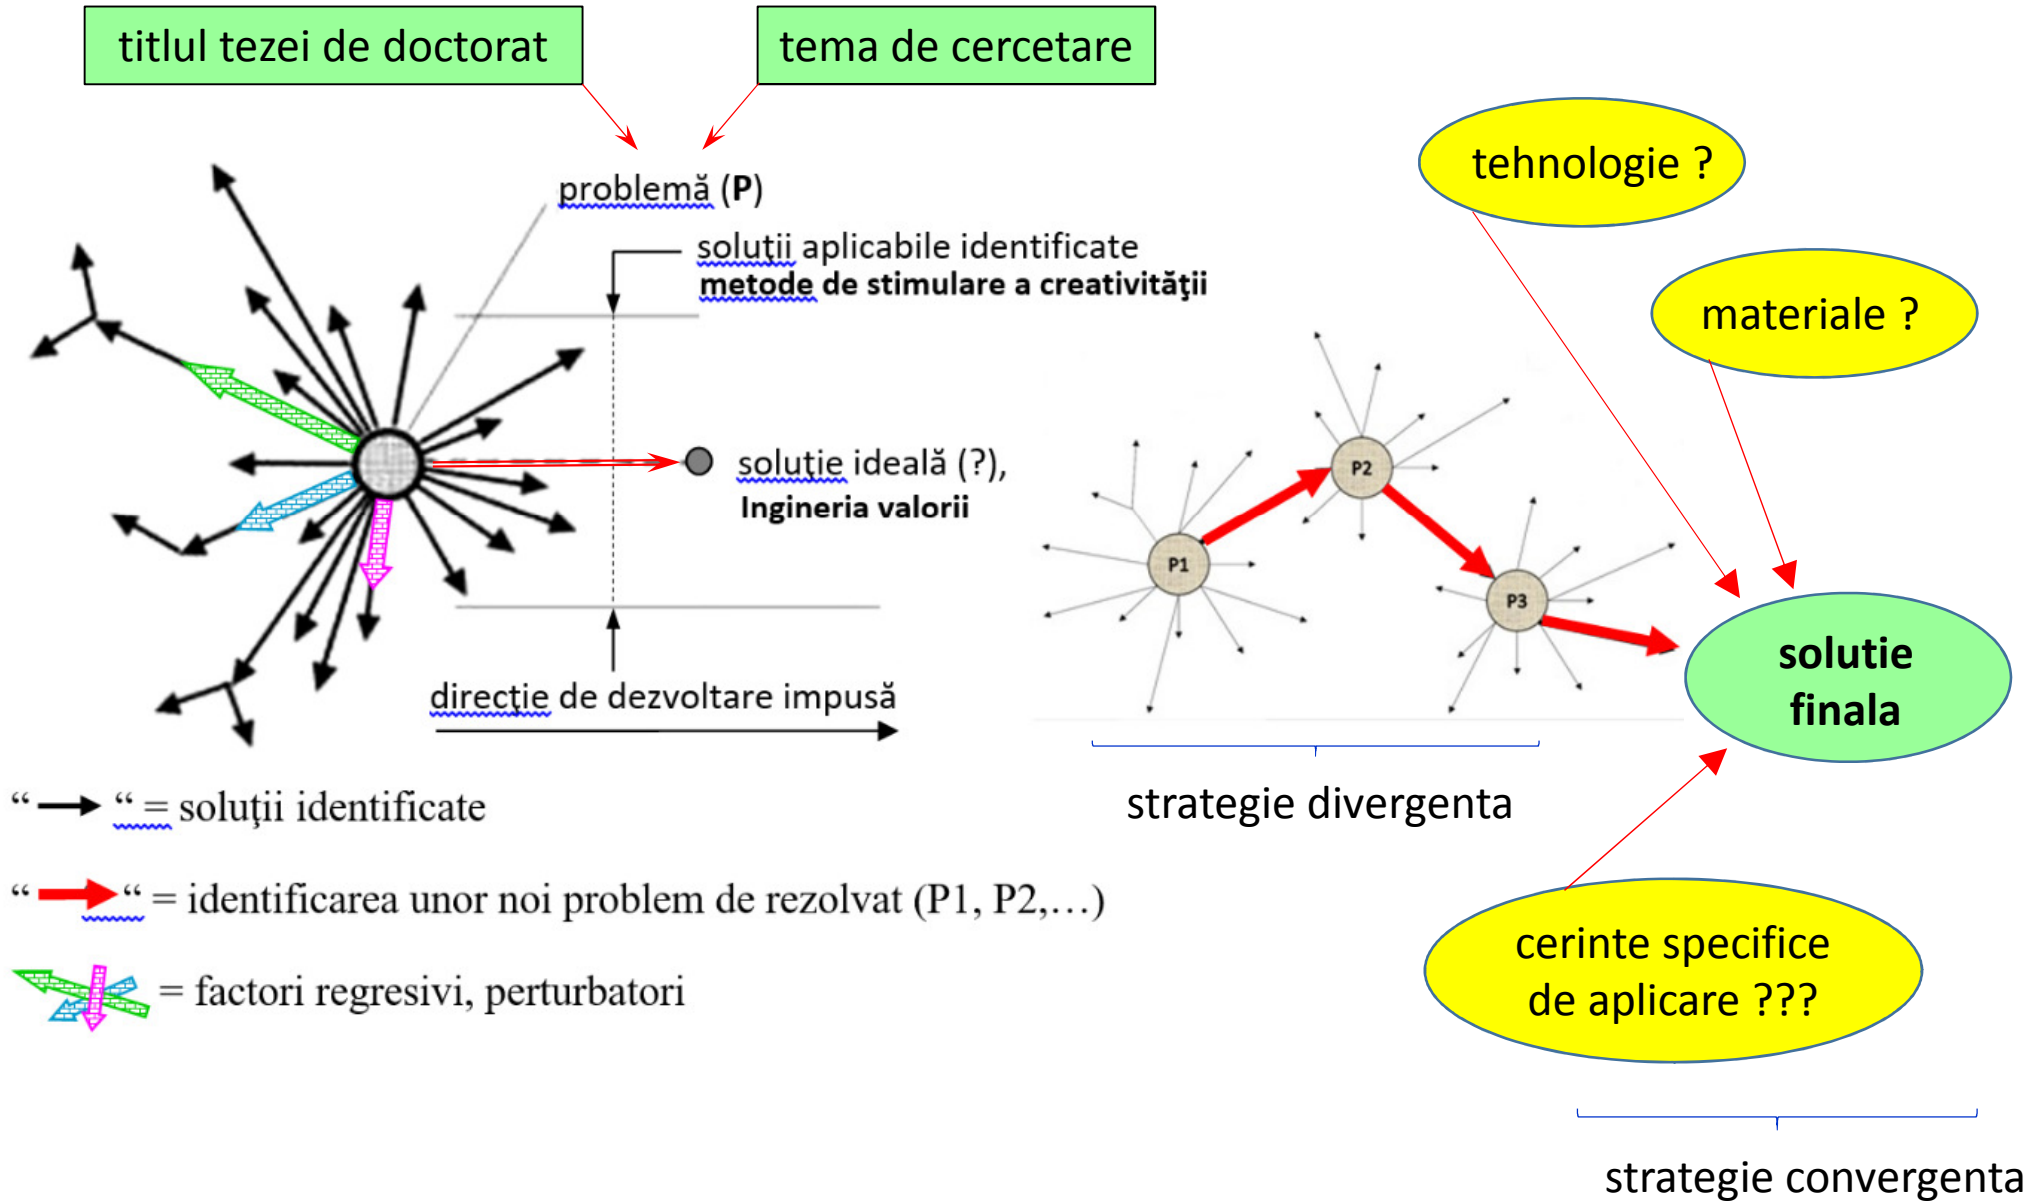 titlul tezei de doctorat
tema de cercetare
problemă (P)
soluţii aplicabile identificate
metode de stimulare a creativităţii
soluţie ideală (?),
Ingineria valorii
direcţie de dezvoltare impusă
“ “ = soluţii identificate
“ “ = identificarea unor noi problem de rezolvat (P1, P2,…)
= factori regresivi, perturbatori
P1
P2
P3
strategie divergenta
tehnologie ?
materiale ?
solutie
finala
cerinte specifice
de aplicare ???
strategie convergenta